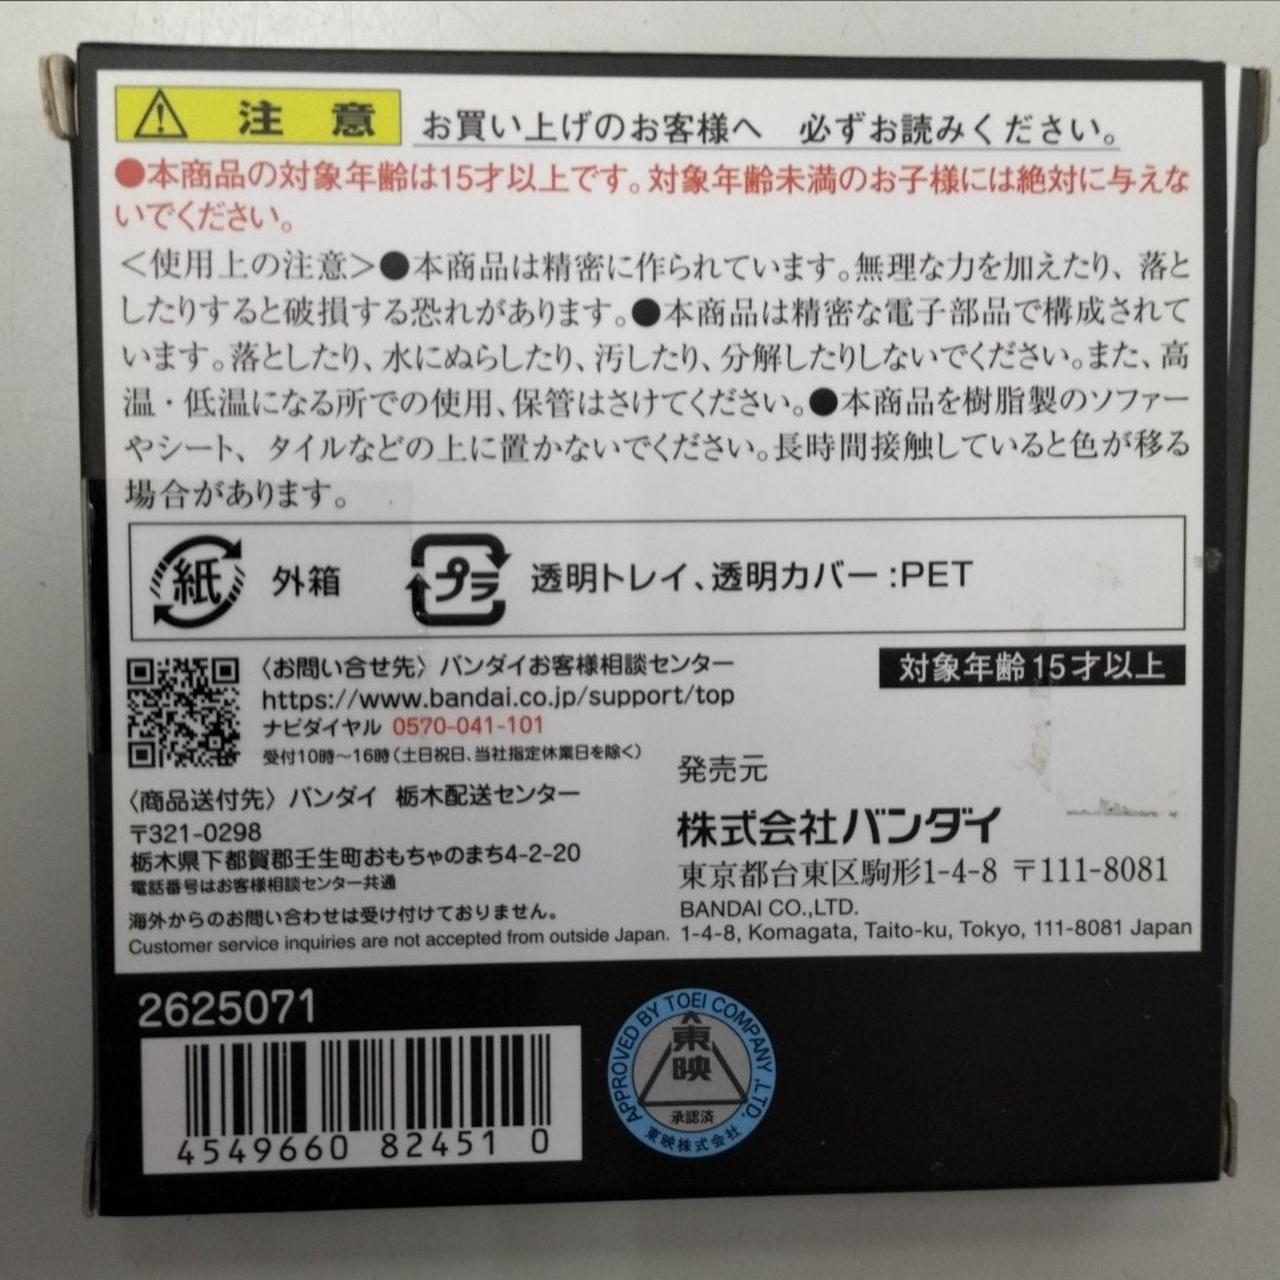 注意 お買い上げのお客様へ 必ずお読みください。
●本商品の対象年齢は15才以上です。対象年齢未満のお子様には絶対に与えな
いでください。
＜使用上の注意＞●本商品は精密に作られています。無理な力を加えたり、落と
したりすると破損する恐れがあります。●本商品は精密な電子部品で構成されて
います。落としたり、水にぬらしたり、汚したり、分解したりしないでください。また、高
温・低温になる所での使用、保管はさけてください。●本商品を樹脂製のソファー
やシート、タイルなどの上に置かないでください。長時間接触していると色が移る
場合があります。
紙 外箱 プラ 透明トレイ、透明カバー:PET
〈お問い合せ先〉バンダイお客様相談センター
https://www.bandai.co.jp/support/top
ナビダイヤル 0570-041-101
受付10時～16時(土日祝日、当社指定休業日を除く)
対象年齢15才以上
〈商品送付先〉バンダイ 栃木配送センター
〒321-0298
栃木県下都賀郡壬生町おもちゃのまち4-2-20
電話番号はお客様相談センター共通
海外からのお問い合わせは受け付けておりません。
Customer service inquiries are not accepted from outside Japan.
発売元
株式会社バンダイ
東京都台東区駒形1-4-8 〒111-8081
BANDAI CO.,LTD.
1-4-8, Komagata, Taito-ku, Tokyo, 111-8081 Japan
2625071
4549660 82451 0
APPROVED BY TOEI COMPANY .LTD.
東映
承認済
東映株式会社